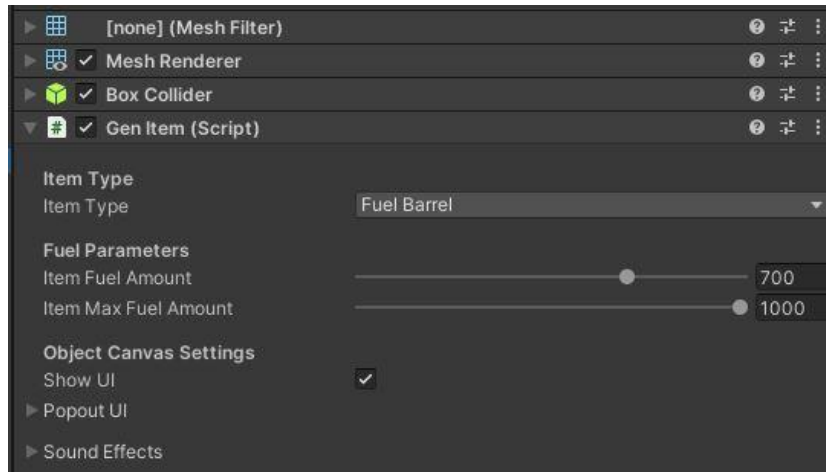 [none] (Mesh Filter)
Mesh Renderer
Box Collider
# Gen Item (Script)
Item Type
Item Type Fuel Barrel
Fuel Parameters
Item Fuel Amount 700
Item Max Fuel Amount 1000
Object Canvas Settings
Show UI
Popout UI
Sound Effects